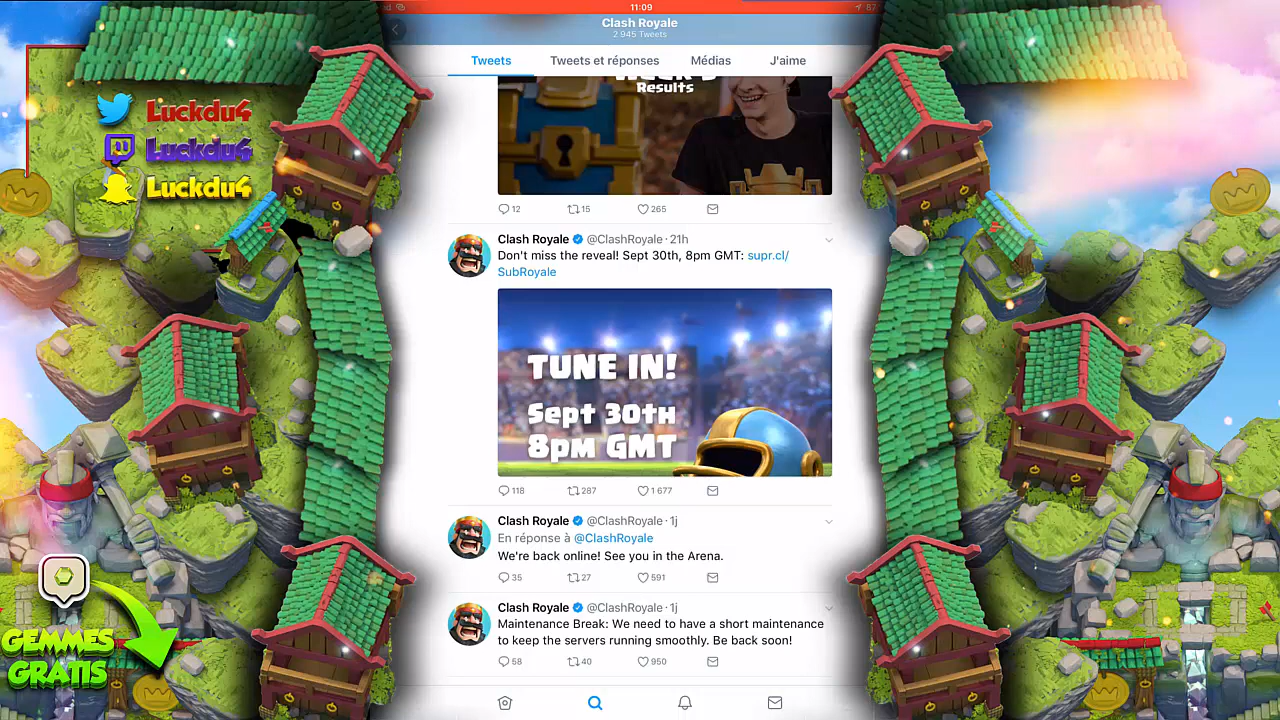 11:09
87
Clash Royale
2 945 Tweets
Tweets
Tweets et réponses
Médias
J'aime
Results
12
15
265
Clash Royale @ClashRoyale · 21h
Don't miss the reveal! Sept 30th, 8pm GMT: supr.cl/
SubRoyale
TUNE IN!
Sept 30th
8pm GMT
118
287
1 677
Clash Royale @ClashRoyale · 1j
En réponse à @ClashRoyale
We're back online! See you in the Arena.
35
27
591
Clash Royale @ClashRoyale · 1j
Maintenance Break: We need to have a short maintenance
to keep the servers running smoothly. Be back soon!
58
40
950
Luckdu4
Luckdu4
Luckdu4
GEMMES
GRATIS